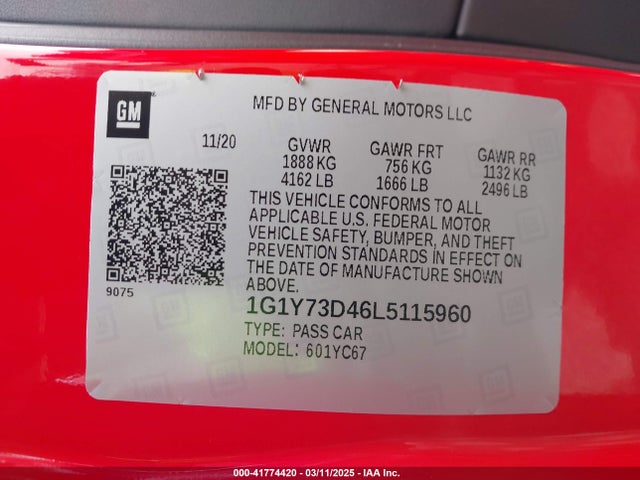 GM
MFD BY GENERAL MOTORS LLC
11/20
GVWR
1888 KG
4162 LB
GAWR FRT
756 KG
1666 LB
GAWR RR
1132 KG
2496 LB
THIS VEHICLE CONFORMS TO ALL
APPLICABLE U.S. FEDERAL MOTOR
VEHICLE SAFETY, BUMPER, AND THEFT
PREVENTION STANDARDS IN EFFECT ON
THE DATE OF MANUFACTURE SHOWN
ABOVE.
9075
1G1Y73D46L5115960
TYPE: PASS CAR
MODEL: 601YC67
000-41774420 - 03/11/2025 - IAA Inc.